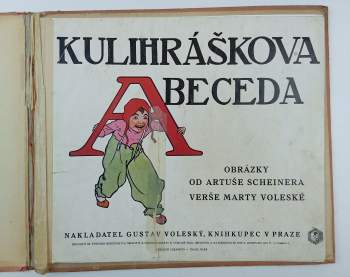 KULIHRÁŠKOVA
ABECEDA
OBRÁZKY
OD ARTUŠE SCHEINERA
VERŠE MARTY VOLESKÉ
NAKLADATEL GUSTAV VOLESKÝ, KNIHKUPEC V PRAZE